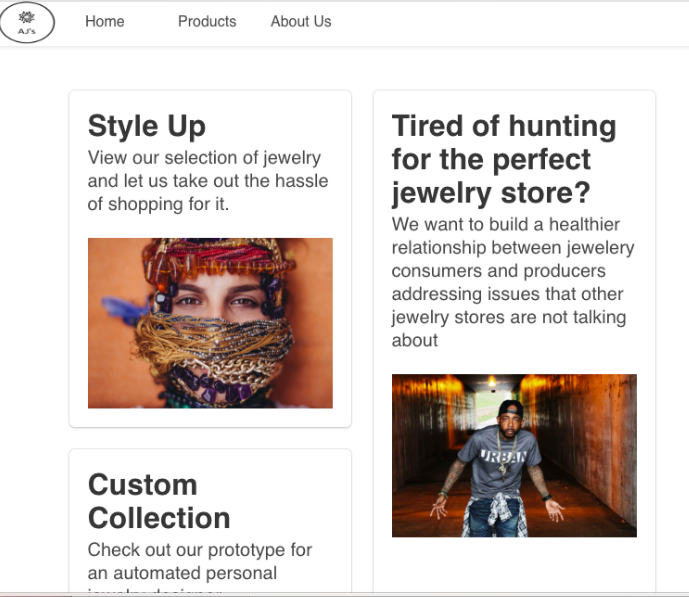 AJ's
Home
Products
About Us
Style Up
View our selection of jewelry
and let us take out the hassle
of shopping for it.
Custom
Collection
Check out our prototype for
an automated personal
jewelry designer
Tired of hunting
for the perfect
jewelry store?
We want to build a healthier
relationship between jewelery
consumers and producers
addressing issues that other
jewelry stores are not talking
about
URBAN